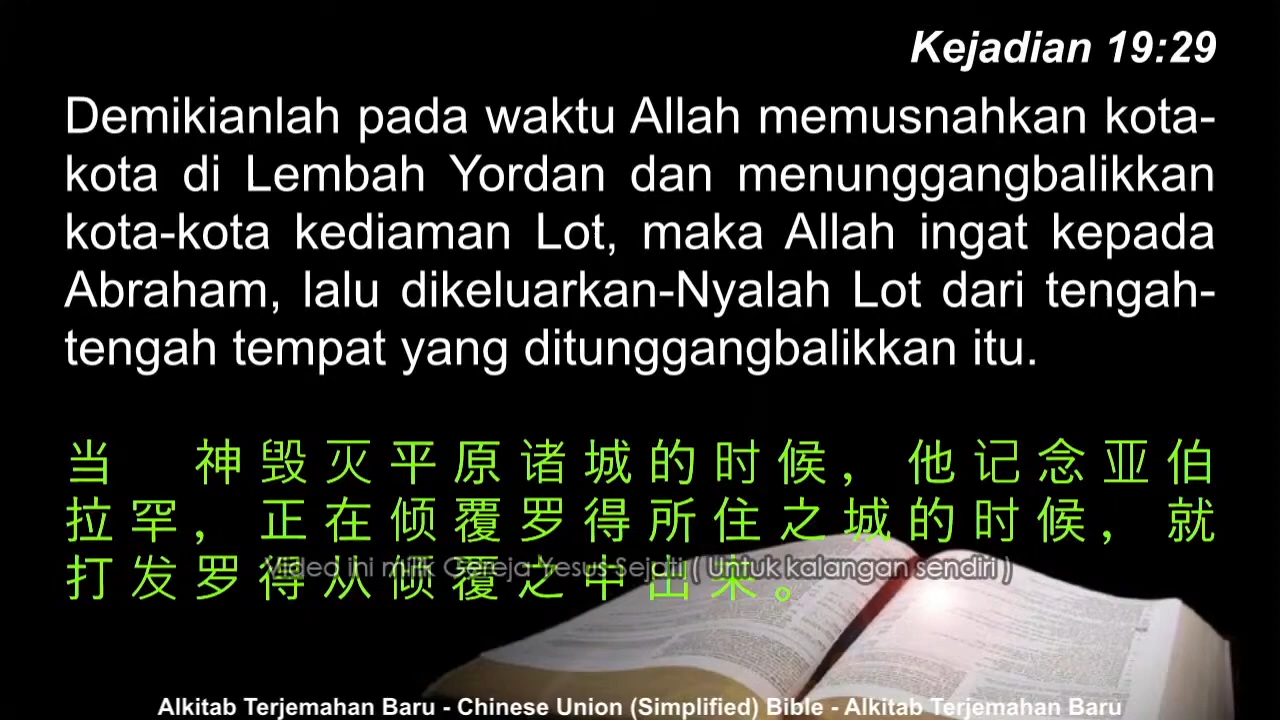 Kejadian 19:29
Demikianlah pada waktu Allah memusnahkan kota-
kota di Lembah Yordan dan menunggangbalikkan
kota-kota kediaman Lot, maka Allah ingat kepada
Abraham, lalu dikeluarkan-Nyalah Lot dari tengah-
tengah tempat yang ditunggangbalikkan itu.
当 神毁灭平原诸城的时候，他记念亚伯
拉罕，正在倾覆罗得所住之城的时候，就
打发罗得从倾覆之中出来。
Video ini milik Gereja Yesus Sejati ( Untuk kalangan sendiri )
Alkitab Terjemahan Baru - Chinese Union (Simplified) Bible - Alkitab Terjemahan Baru